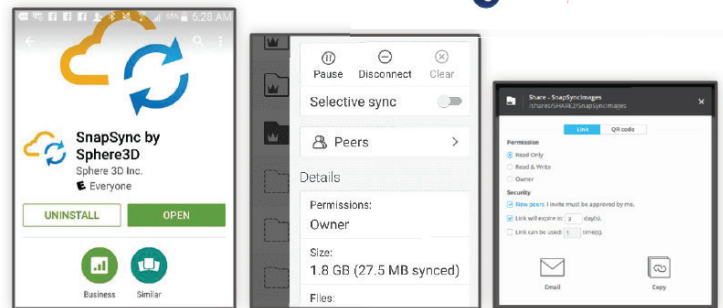 65% 6:20 AM
SnapSync by
Sphere3D
Sphere 3D Inc.
E Everyone
UNINSTALL
OPEN
Business
Similar
Pause
Disconnect
Clear
Selective sync
Peers
Details
Permissions:
Owner
Size:
1.8 GB (27.5 MB synced)
Files:
Share - SnapSyncImages
/shares/SHARE2/SnapSyncImages
Link
QR code
Permission
Read Only
Read & Write
Owner
Security
New peers I invite must be approved by me.
Link will expire in 3 day(s).
Link can be used 1 time(s).
Email
Copy